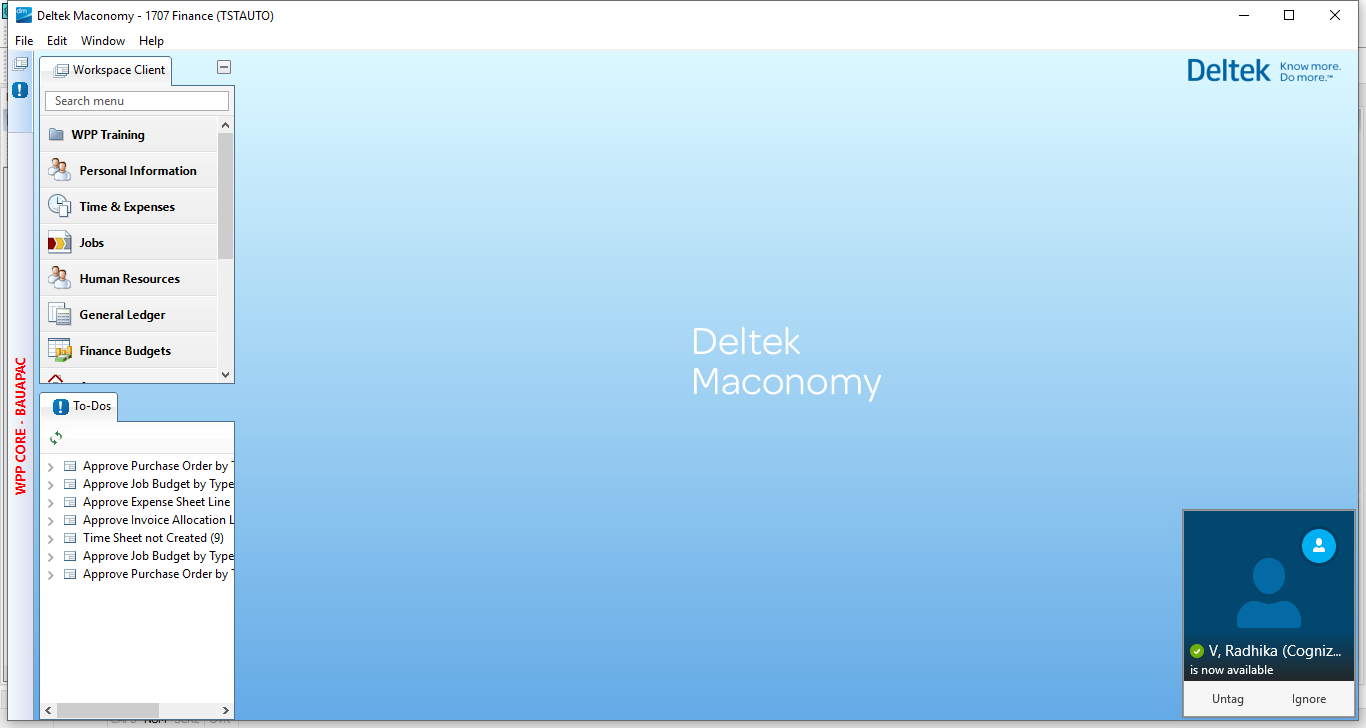 Deltek Maconomy - 1707 Finance (TSTAUTO)
File Edit Window Help
Workspace Client
Search menu
WPP Training
Personal Information
Time & Expenses
Jobs
Human Resources
General Ledger
Finance Budgets
To-Dos
Approve Purchase Order by
Approve Job Budget by Type
Approve Expense Sheet Line
Approve Invoice Allocation L
Time Sheet not Created (9)
Approve Job Budget by Type
Approve Purchase Order by
WPP CORE - BAUAPAC
Deltek Know more.
Do more.™
Deltek
Maconomy
V, Radhika (Cogniz...
is now available
Untag Ignore